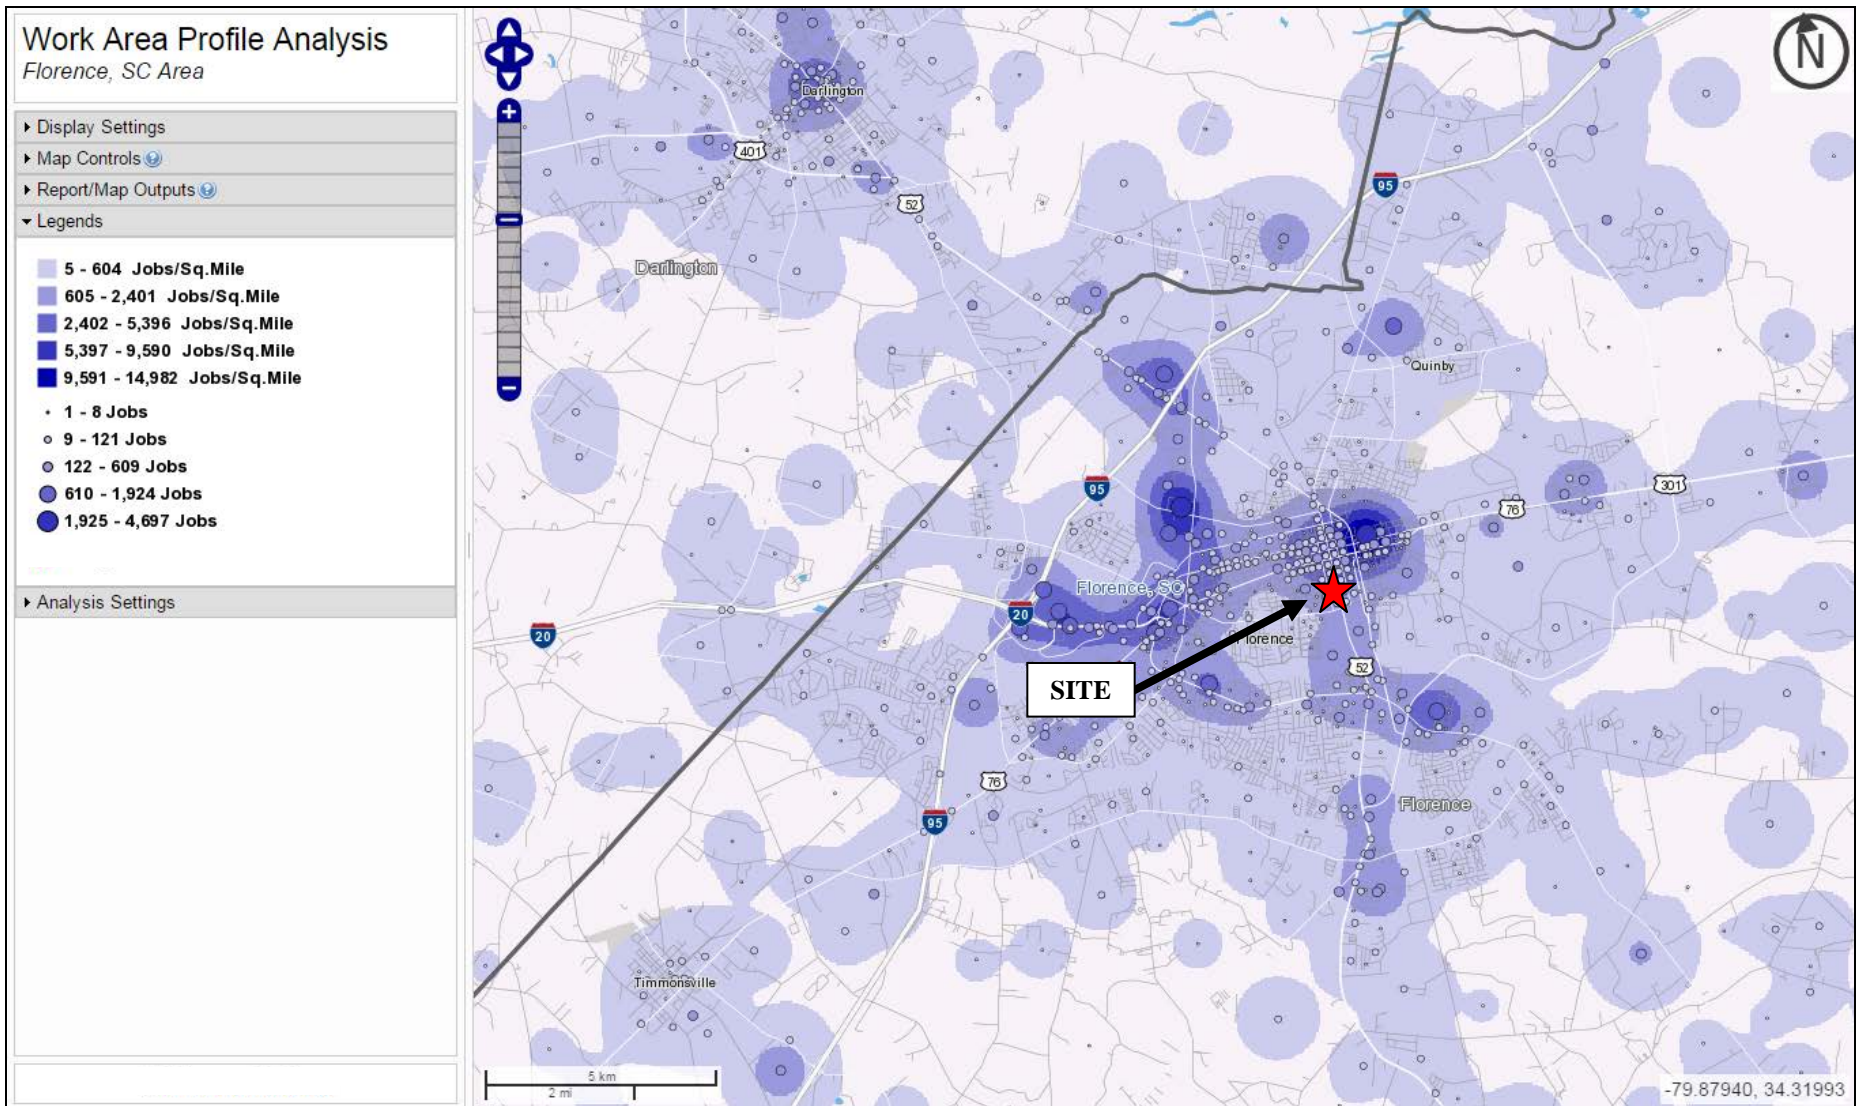 Work Area Profile Analysis
Florence, SC Area
Display Settings
Map Controls
Report/Map Outputs
Legends
5 - 604 Jobs/Sq.Mile
605 - 2,401 Jobs/Sq.Mile
2,402 - 5,396 Jobs/Sq.Mile
5,397 - 9,590 Jobs/Sq.Mile
9,591 - 14,982 Jobs/Sq.Mile
1 - 8 Jobs
9 - 121 Jobs
122 - 609 Jobs
610 - 1,924 Jobs
1,925 - 4,697 Jobs
Analysis Settings
N
Darlington
401
95
52
Darlington
Quinby
95
301
76
Florence, SC
20
20
lorence
52
SITE
76
Florence
95
Timmonsville
5 km
2 mi
-79.87940, 34.31993